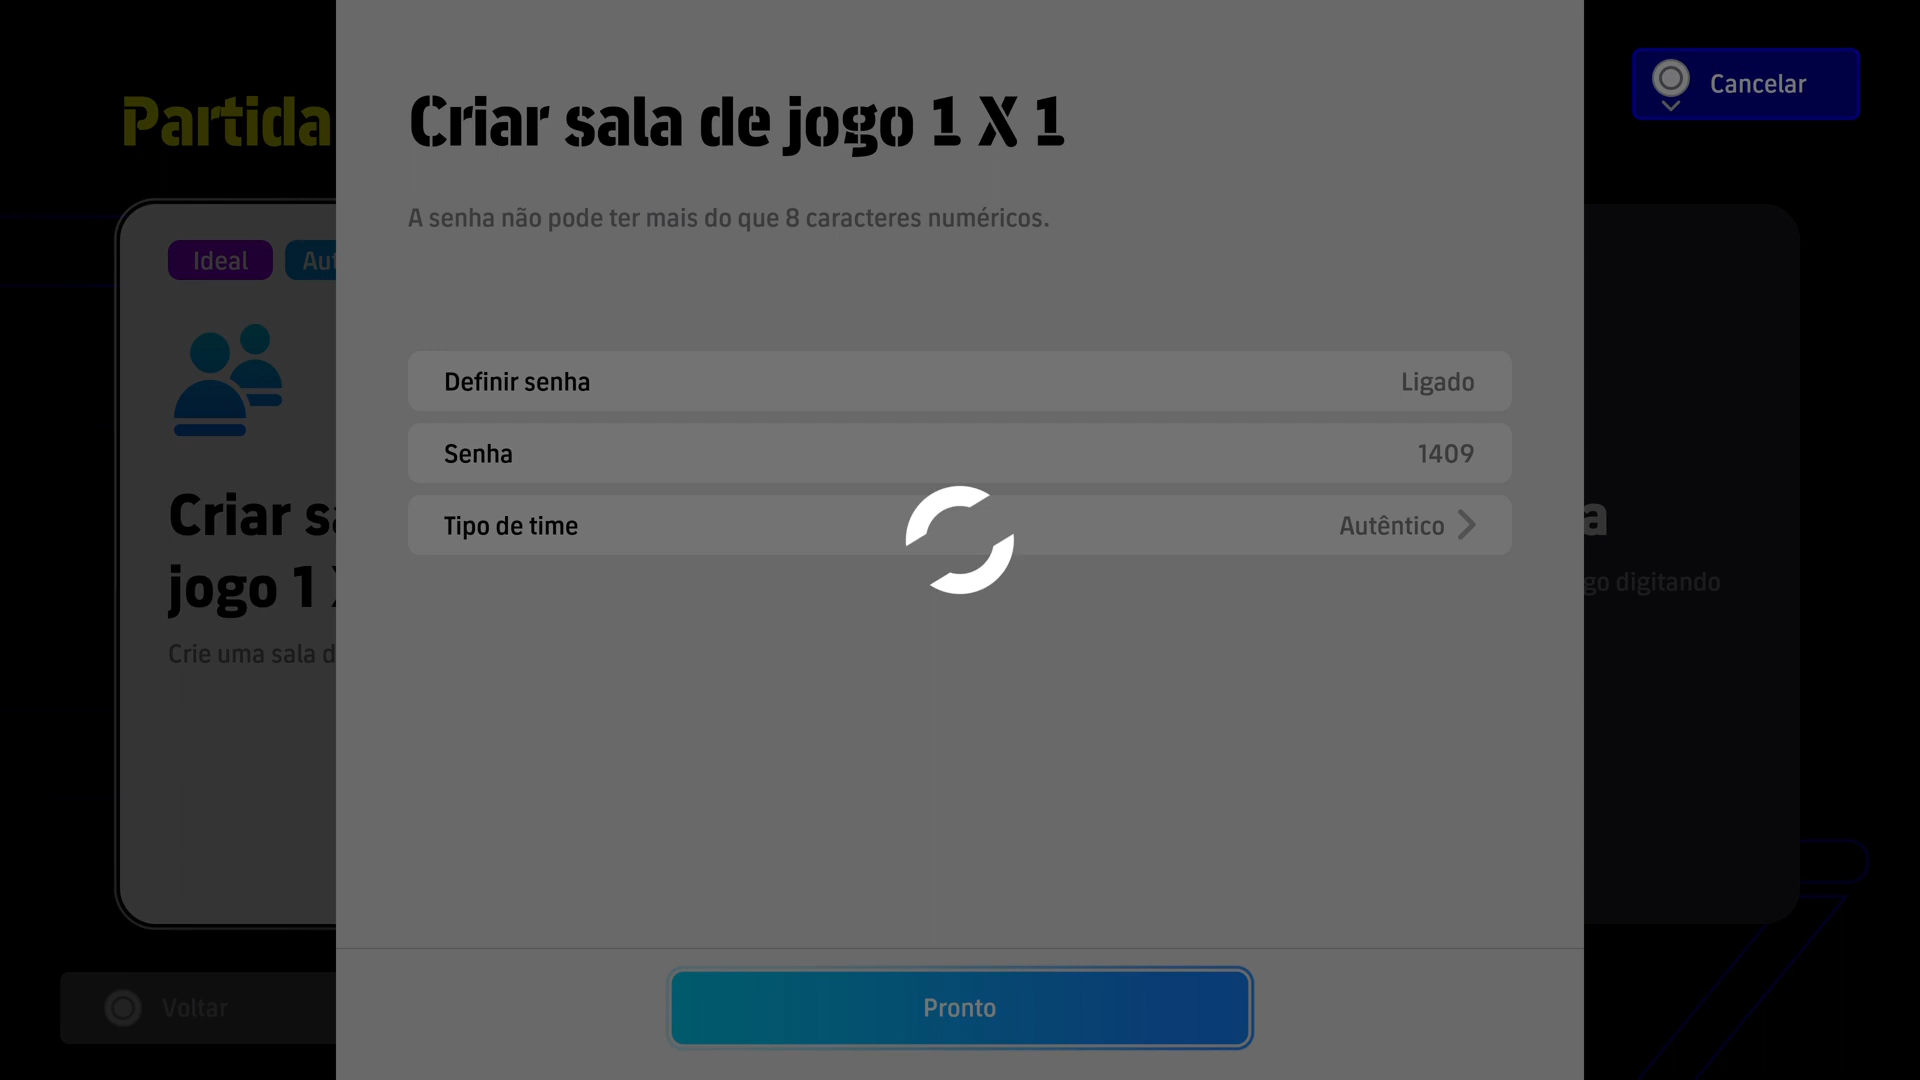 Partida
Criar sala de jogo 1 X 1
Cancelar
A senha não pode ter mais do que 8 caracteres numéricos.
Ideal
Aut
Definir senha
Ligado
Senha
1409
Tipo de time
Autêntico
Criar sa
jogo 1 X
Crie uma sala d
a
go digitando
Voltar
Pronto